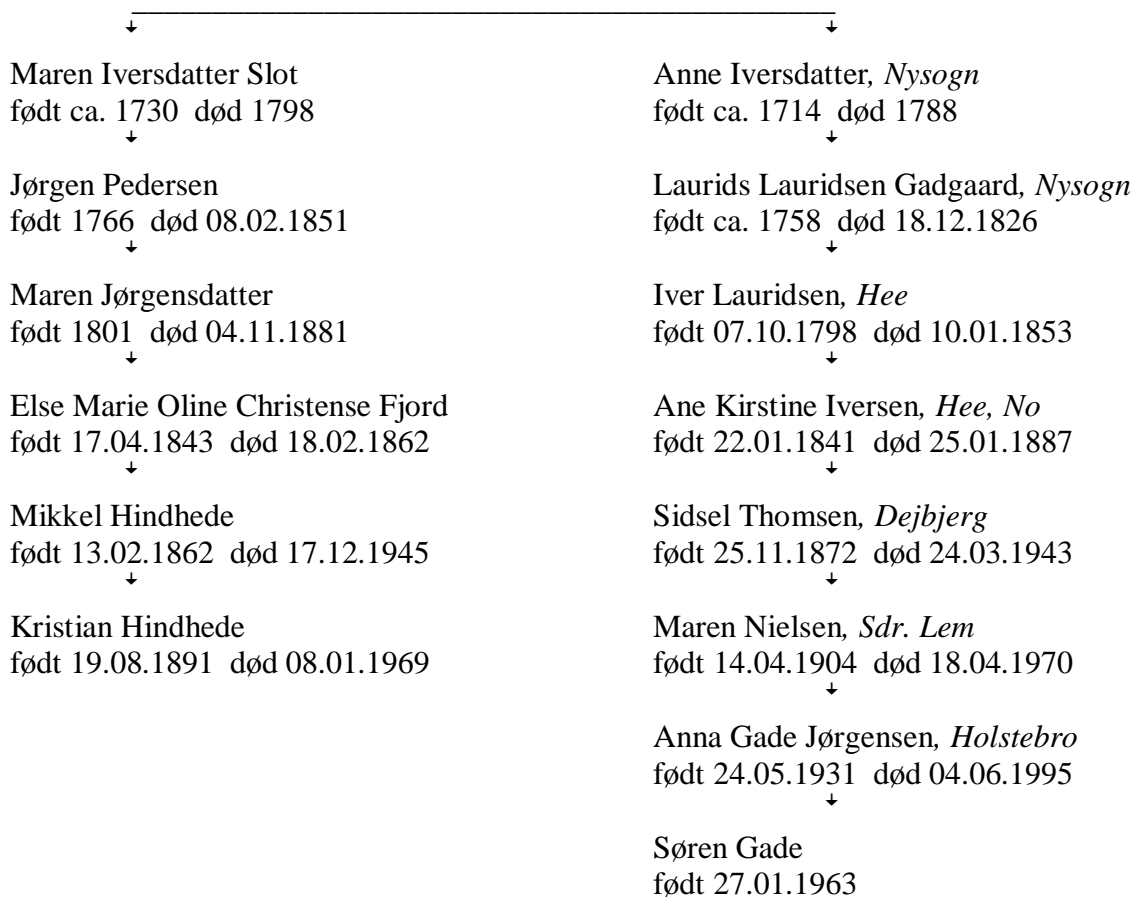 Maren Iversdatter Slot
født ca. 1730 død 1798
Jørgen Pedersen
født 1766 død 08.02.1851
Maren Jørgensdatter
født 1801 død 04.11.1881
Else Marie Oline Christense Fjord
født 17.04.1843 død 18.02.1862
Mikkel Hindhede
født 13.02.1862 død 17.12.1945
Kristian Hindhede
født 19.08.1891 død 08.01.1969
Anne Iversdatter, Nysogn
født ca. 1714 død 1788
Laurids Lauridsen Gadgaard, Nysogn
født ca. 1758 død 18.12.1826
Iver Lauridsen, Hee
født 07.10.1798 død 10.01.1853
Ane Kirstine Iversen, Hee, No
født 22.01.1841 død 25.01.1887
Sidsel Thomsen, Dejbjerg
født 25.11.1872 død 24.03.1943
Maren Nielsen, Sdr. Lem
født 14.04.1904 død 18.04.1970
Anna Gade Jørgensen, Holstebro
født 24.05.1931 død 04.06.1995
Søren Gade
født 27.01.1963